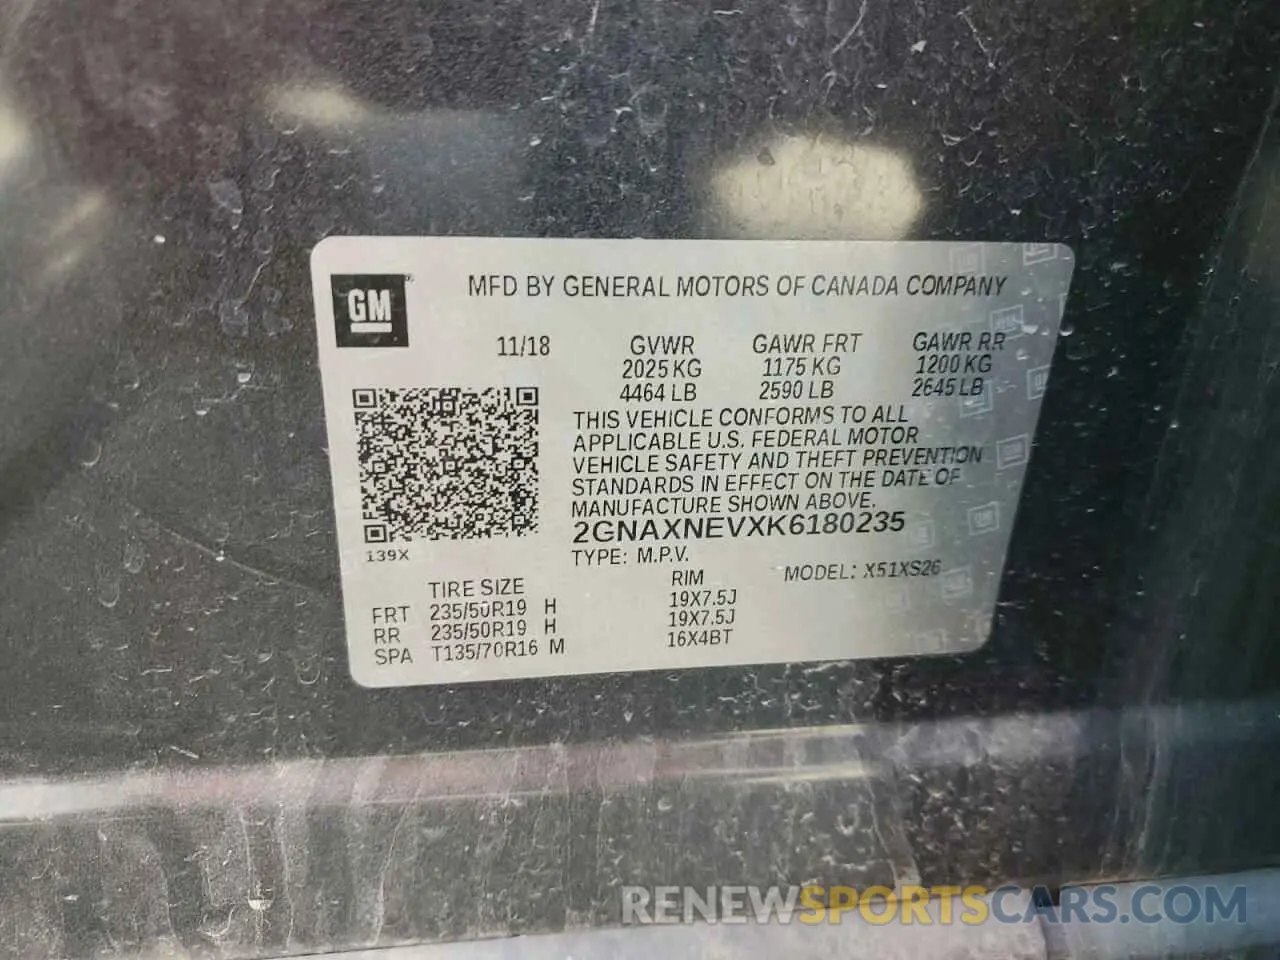 GM
MFD BY GENERAL MOTORS OF CANADA COMPANY
11/18 GVWR GAWR FRT GAWR RR
2025 KG 1175 KG 1200 KG
4464 LB 2590 LB 2645 LB
THIS VEHICLE CONFORMS TO ALL
APPLICABLE U.S. FEDERAL MOTOR
VEHICLE SAFETY AND THEFT PREVENTION
STANDARDS IN EFFECT ON THE DATE OF
MANUFACTURE SHOWN ABOVE.
2GNAXNEVXK6180235
139X
TYPE: M.P.V. MODEL: X51XS26
TIRE SIZE RIM
FRT 235/50R19 H 19X7.5J
RR 235/50R19 H 19X7.5J
SPA T135/70R16 M 16X4BT
RENEWSPORTSCARS.COM